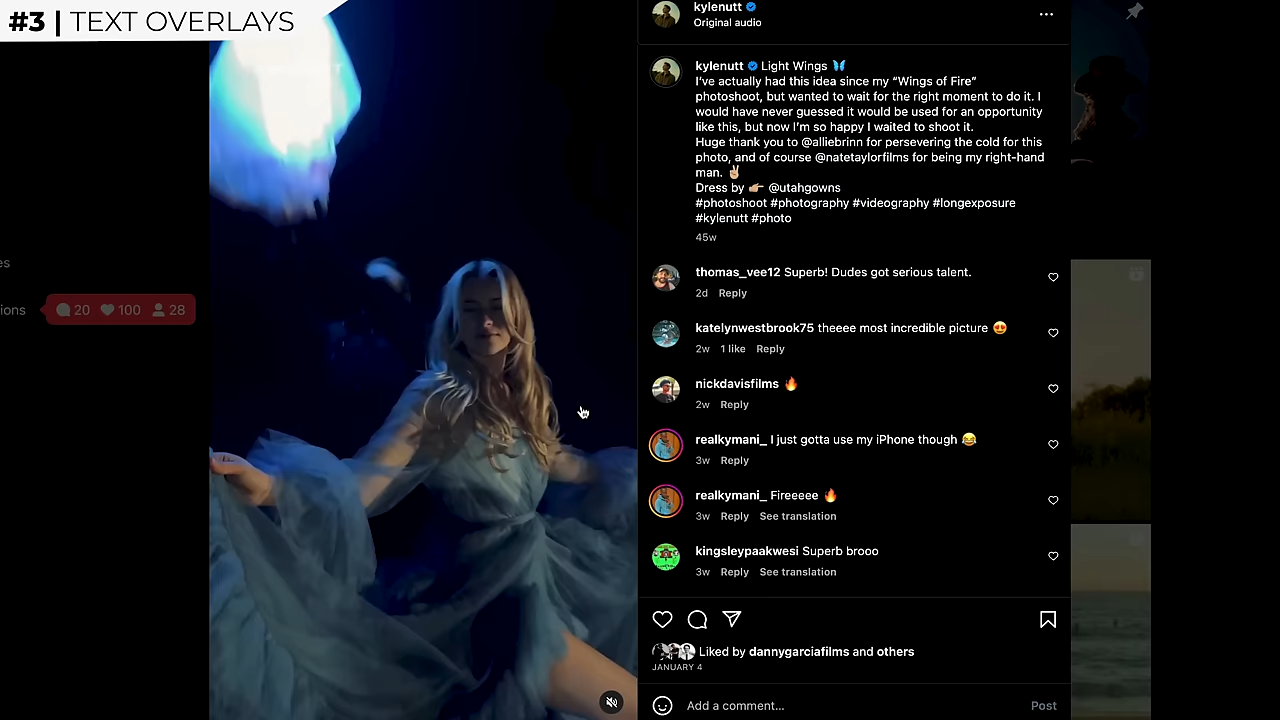 #3 | TEXT OVERLAYS
kylenutt
Original audio
kylenutt Light Wings 🦋
I've actually had this idea since my "Wings of Fire"
photoshoot, but wanted to wait for the right moment to do it. I
would have never guessed it would be used for an opportunity
like this, but now I'm so happy I waited to shoot it.
Huge thank you to @alliebrinn for persevering the cold for this
photo, and of course @natetaylorfilms for being my right-hand
man. ✌🏼
Dress by 👉🏼 @utahgowns
#photoshoot #photography #videography #longexposure
#kylenutt #photo
45w
es
ions 20 100 28
thomas_vee12 Superb! Dudes got serious talent.
2d Reply
katelynwestbrook75 theeee most incredible picture 😍
2w 1 like Reply
nickdavisfilms 🔥
2w Reply
realkymani_ I just gotta use my iPhone though 😂
3w Reply
realkymani_ Fireeeee 🔥
3w Reply See translation
kingsleypaakwesi Superb brooo
3w Reply See translation
Liked by dannygarciafilms and others
JANUARY 4
Add a comment... Post